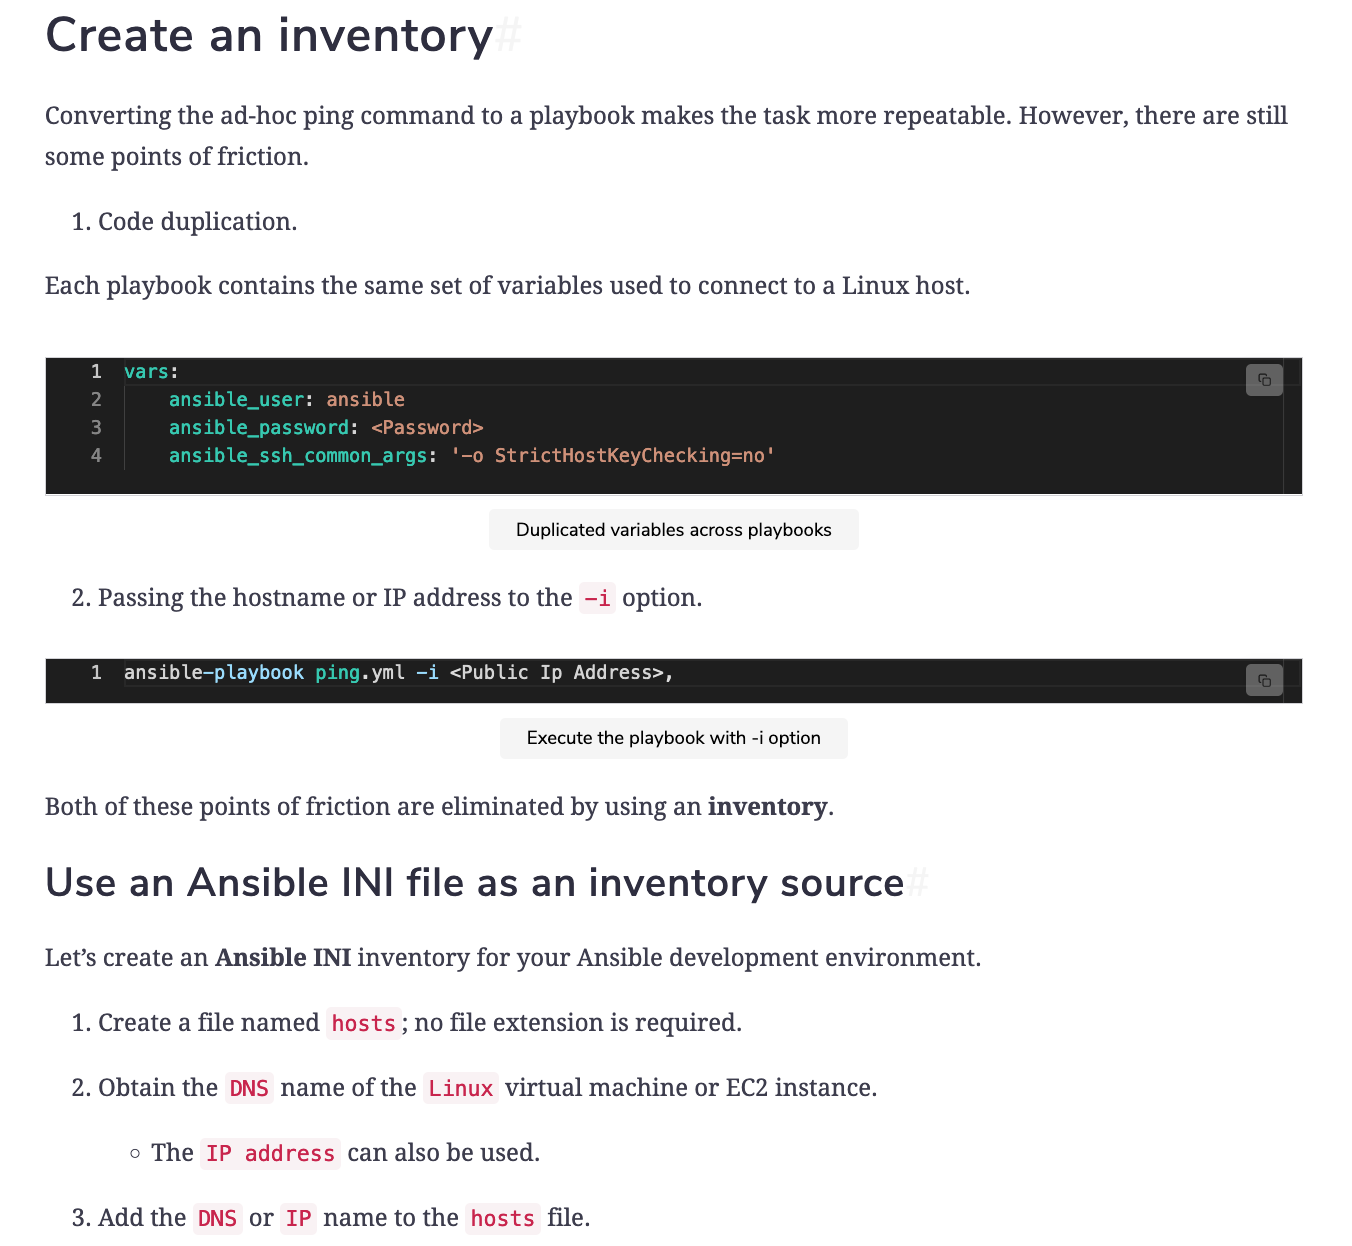 Create an inventory#
Converting the ad-hoc ping command to a playbook makes the task more repeatable. However, there are still
some points of friction.
1. Code duplication.
Each playbook contains the same set of variables used to connect to a Linux host.
1 vars:
2     ansible_user: ansible
3     ansible_password: <Password>
4     ansible_ssh_common_args: '-o StrictHostKeyChecking=no'
Duplicated variables across playbooks
2. Passing the hostname or IP address to the -i option.
1 ansible-playbook ping.yml -i <Public Ip Address>,
Execute the playbook with -i option
Both of these points of friction are eliminated by using an inventory.
Use an Ansible INI file as an inventory source#
Let’s create an Ansible INI inventory for your Ansible development environment.
1. Create a file named hosts; no file extension is required.
2. Obtain the DNS name of the Linux virtual machine or EC2 instance.
○ The IP address can also be used.
3. Add the DNS or IP name to the hosts file.